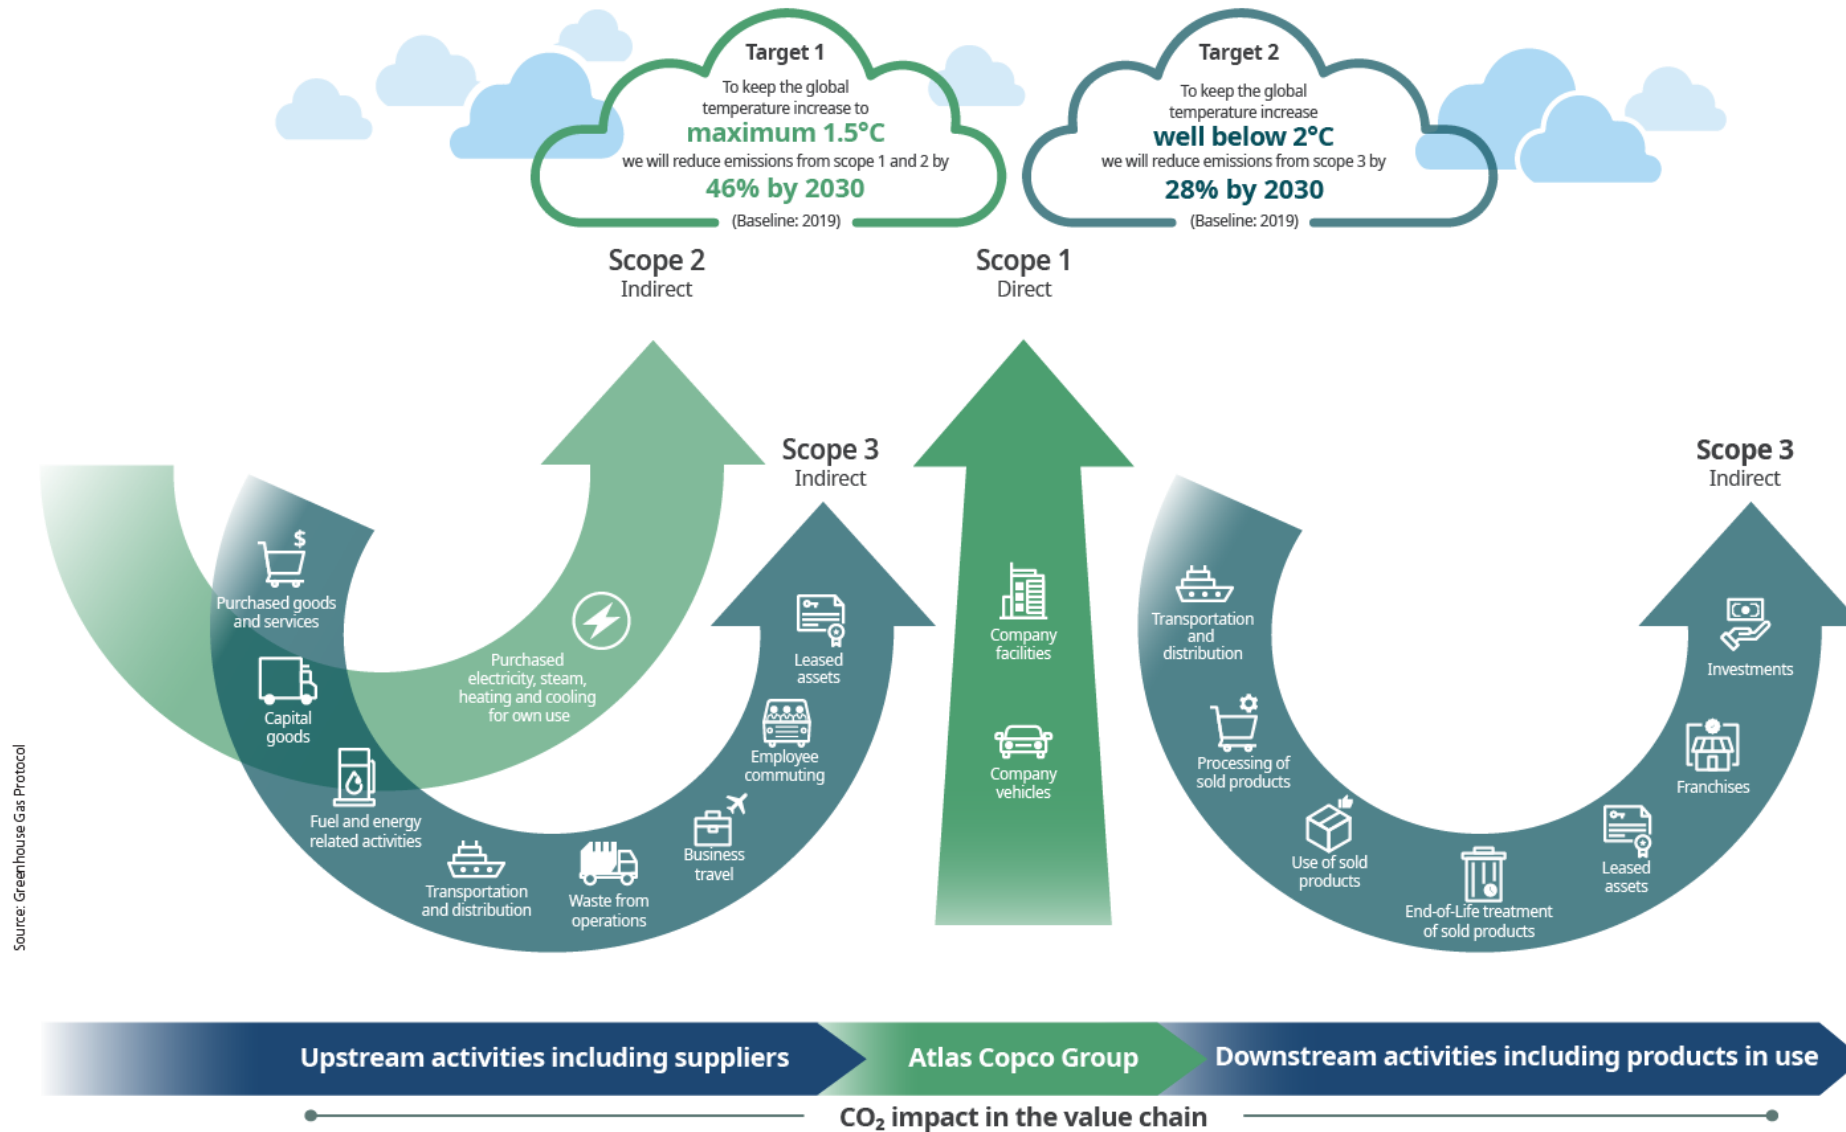 Target 1
To keep the global
temperature increase to
maximum 1.5°C
we will reduce emissions from scope 1 and 2 by
46% by 2030
(Baseline: 2019)
Target 2
To keep the global
temperature increase
well below 2°C
we will reduce emissions from scope 3 by
28% by 2030
(Baseline: 2019)
Scope 2
Indirect
Scope 1
Direct
Scope 3
Indirect
Scope 3
Indirect
$
Purchased goods
and services
Capital
goods
Fuel and energy
related activities
Transportation
and distribution
Waste from
operations
Business
travel
Employee
commuting
Leased
assets
Purchased
electricity, steam,
heating and cooling
for own use
Company
facilities
Company
vehicles
Transportation
and
distribution
Processing of
sold products
Use of sold
products
End-of-Life treatment
of sold products
Leased
assets
Franchises
Investments
Source: Greenhouse Gas Protocol
Upstream activities including suppliers
Atlas Copco Group
Downstream activities including products in use
CO₂ impact in the value chain